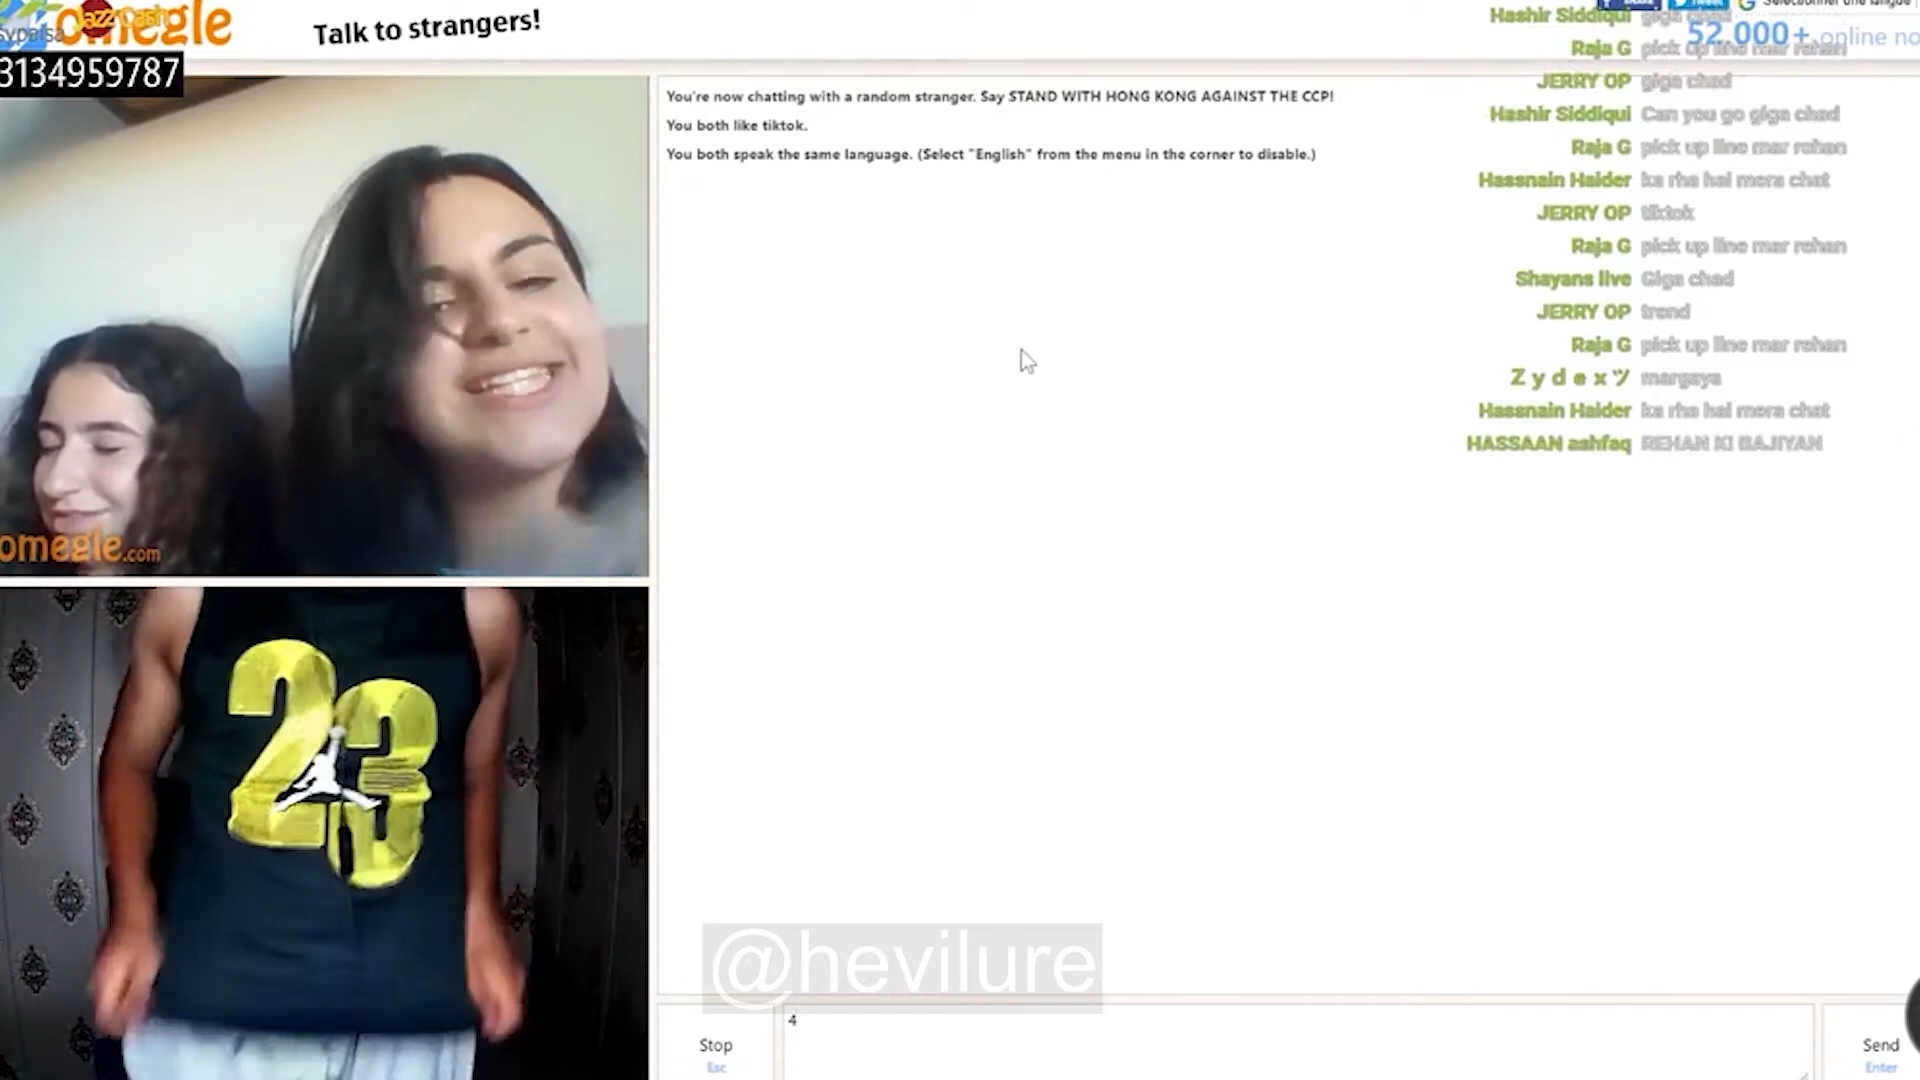 omegle
Jazz Cash
Talk to strangers!
3134959787
52,000+ online no
You're now chatting with a random stranger. Say STAND WITH HONG KONG AGAINST THE CCP!
You both like tiktok.
You both speak the same language. (Select "English" from the menu in the corner to disable.)
Hashir Siddiqui giga chad
Raja G pick up line mar rehan
JERRY OP giga chad
Hashir Siddiqui Can you go giga chad
Raja G pick up line mar rehan
Hassnain Haider ka rha hai mera chat
JERRY OP tiktok
Raja G pick up line mar rehan
Shayans live Giga chad
JERRY OP trend
Raja G pick up line mar rehan
Z y d e x ツ margaya
Hassnain Haider ka rha hai mera chat
HASSAAN ashfaq REHAN KI BAJIYAN
omegle.com
23
@hevilure
4
Stop
Esc
Send
Enter